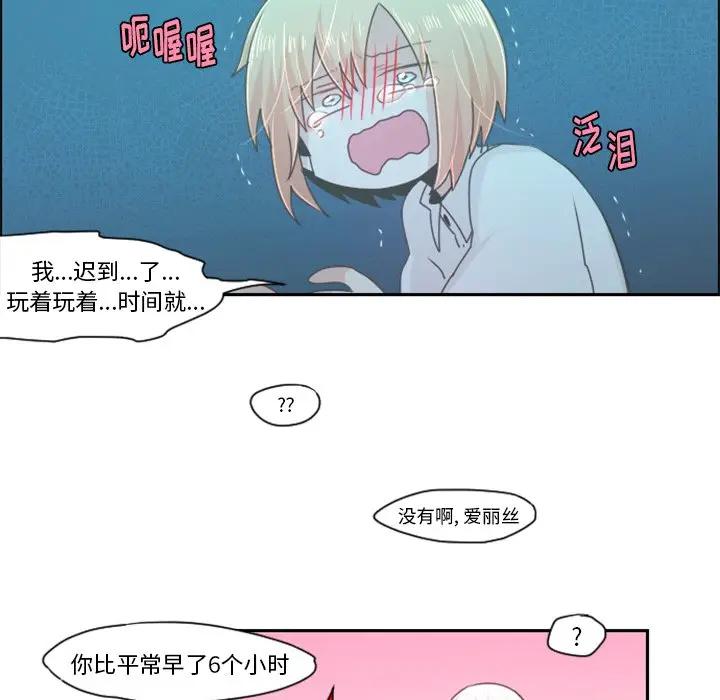 呃喔喔
泛泪
我...迟到...了...
玩着玩着...时间就...
??
没有啊, 爱丽丝
?
你比平常早了6个小时